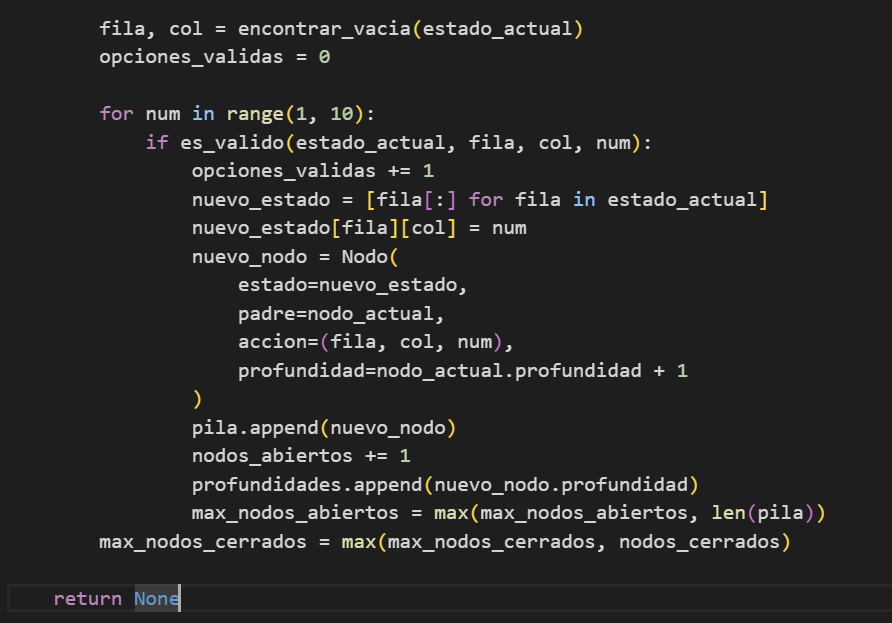 fila, col = encontrar_vacia(estado_actual)
opciones_validas = 0
for num in range(1, 10):
if es_valido(estado_actual, fila, col, num):
opciones_validas += 1
nuevo_estado = [fila[:] for fila in estado_actual]
nuevo_estado[fila][col] = num
nuevo_nodo = Nodo(
estado=nuevo_estado,
padre=nodo_actual,
accion=(fila, col, num),
profundidad=nodo_actual.profundidad + 1
)
pila.append(nuevo_nodo)
nodos_abiertos += 1
profundidades.append(nuevo_nodo.profundidad)
max_nodos_abiertos = max(max_nodos_abiertos, len(pila))
max_nodos_cerrados = max(max_nodos_cerrados, nodos_cerrados)
return None